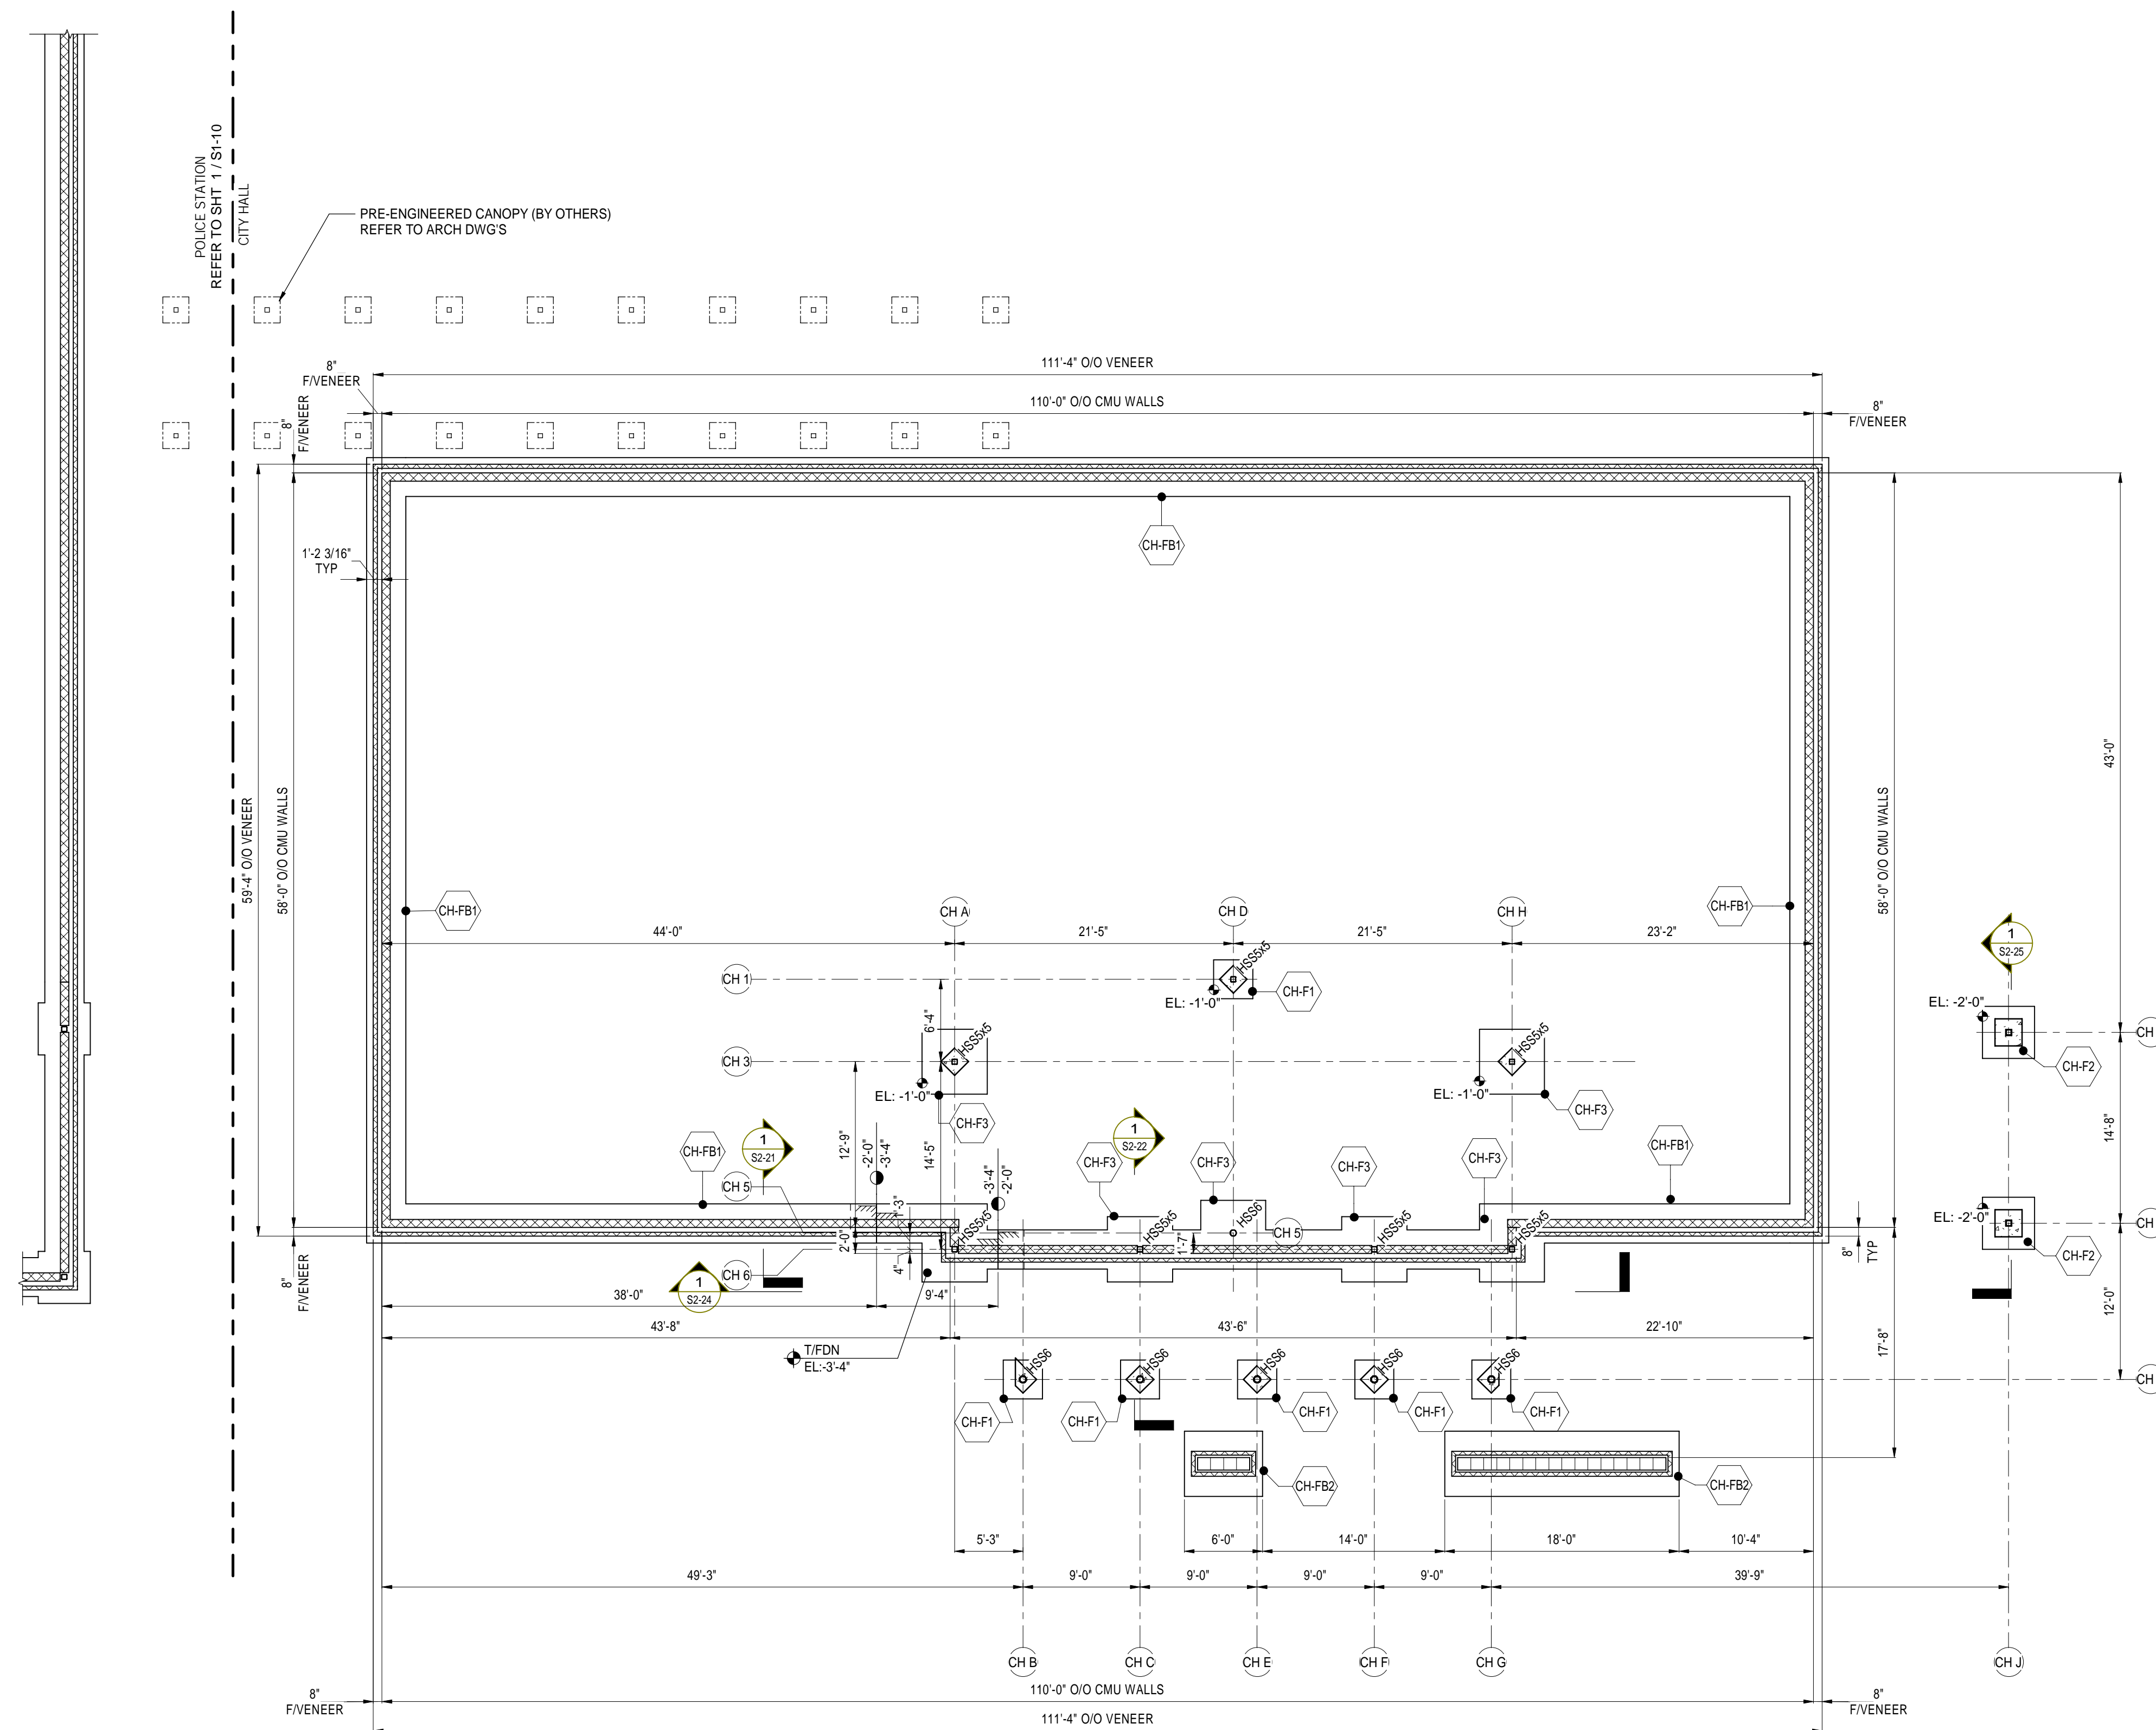 POLICE STATION
REFER TO SHT 1 / S1-10
CITY HALL
PRE-ENGINEERED CANOPY (BY OTHERS)
REFER TO ARCH DWG'S
111'-4" O/O VENEER
8"
F/VENEER
110'-0" O/O CMU WALLS
8"
F/VENEER
8"
F/VENEER
CH-FB1
1'-2 3/16"
TYP
59'-4" O/O VENEER
58'-0" O/O CMU WALLS
58'-0" O/O CMU WALLS
43'-0"
CH-FB1
CH A
CH D
CH H
CH-FB1
44'-0"
21'-5"
21'-5"
23'-2"
1
S2-25
CH 1
HSS5x5
CH-F1
EL: -1'-0"
6'-4"
EL: -2'-0"
CH
CH-F2
CH 3
HSS5x5
HSS5x5
EL: -1'-0"
EL: -1'-0"
CH-F3
CH-F3
14'-8"
12'-9"
14'-5"
-2'-0"
-3'-4"
-3'-4"
-2'-0"
CH-FB1
1
S2-21
1
S2-22
CH-F3
CH-F3
CH-F3
CH-F3
CH-FB1
CH 5
1'-3"
HSS5x5
HSS5x5
HSS6
CH 5
HSS5x5
HSS5x5
1'-7"
2'-0"
4"
8"
TYP
EL: -2'-0"
CH
CH-F2
CH 6
1
S2-24
8"
F/VENEER
38'-0"
9'-4"
12'-0"
43'-8"
43'-6"
22'-10"
17'-8"
T/FDN
EL:-3'-4"
HSS6
HSS6
HSS6
HSS6
HSS6
CH
CH-F1
CH-F1
CH-F1
CH-F1
CH-F1
CH-FB2
CH-FB2
5'-3"
6'-0"
14'-0"
18'-0"
10'-4"
49'-3"
9'-0"
9'-0"
9'-0"
9'-0"
39'-9"
CH B
CH C
CH E
CH F
CH G
CH J
8"
F/VENEER
110'-0" O/O CMU WALLS
8"
F/VENEER
111'-4" O/O VENEER